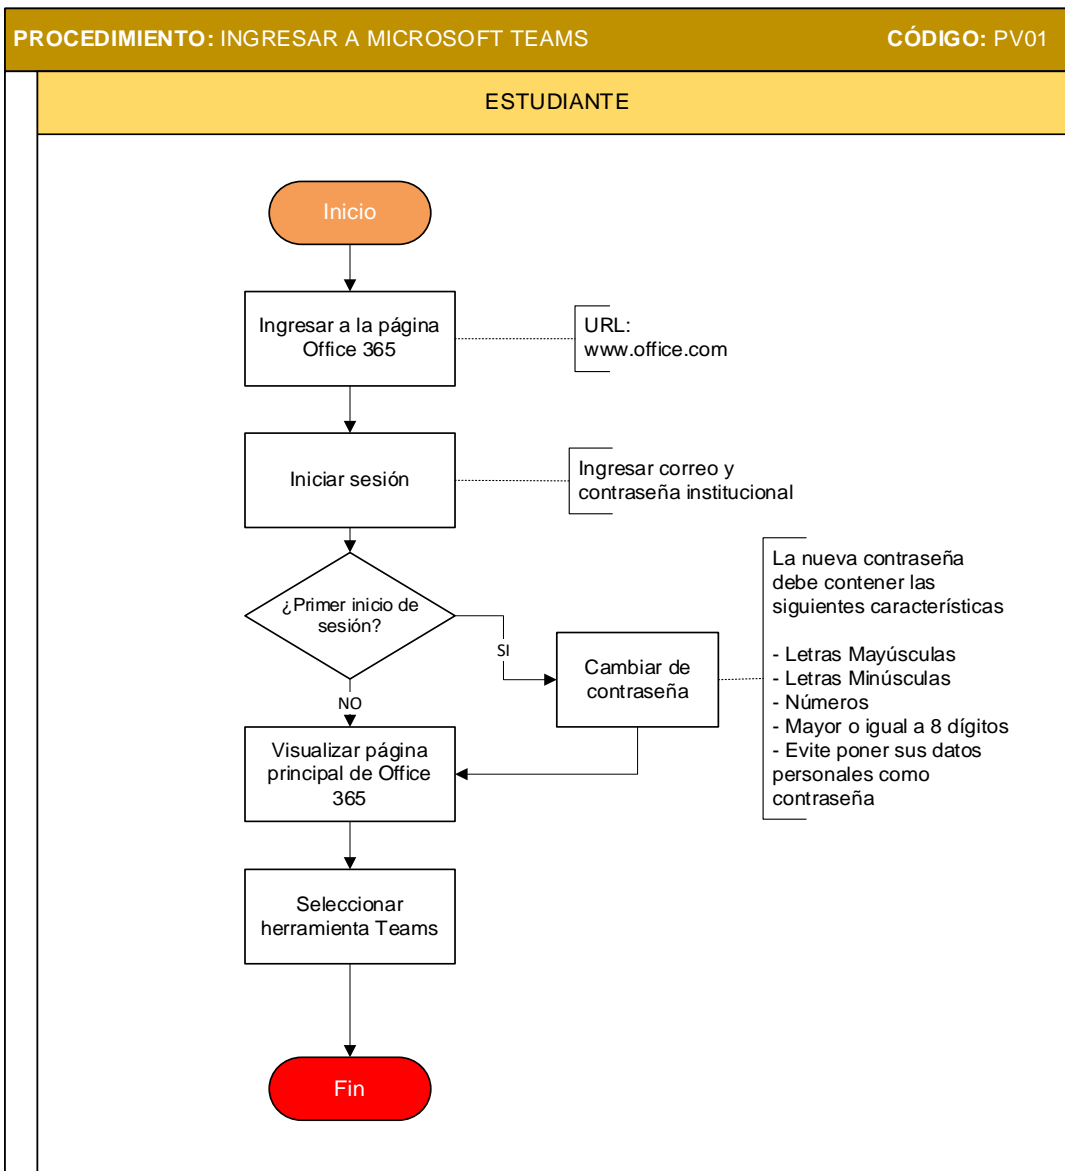 PROCEDIMIENTO: INGRESAR A MICROSOFT TEAMS CÓDIGO: PV01
ESTUDIANTE
Inicio
Ingresar a la página
Office 365
URL:
www.office.com
Iniciar sesión
Ingresar correo y
contraseña institucional
¿Primer inicio de
sesión?
SI
NO
Cambiar de
contraseña
La nueva contraseña
debe contener las
siguientes característícas
- Letras Mayúsculas
- Letras Minúsculas
- Números
- Mayor o igual a 8 dígitos
- Evite poner sus datos
personales como
contraseña
Visualizar página
principal de Office
365
Seleccionar
herramienta Teams
Fin